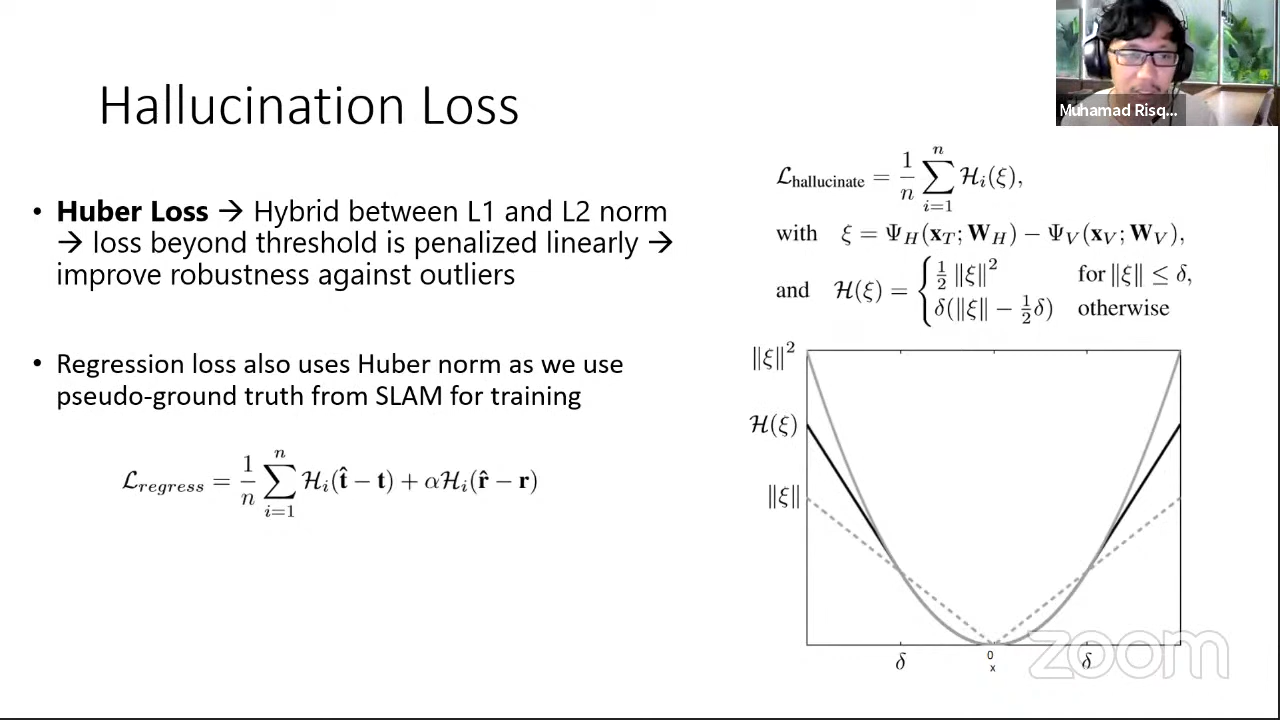 Muhamad Risq...
Hallucination Loss
• Huber Loss → Hybrid between L1 and L2 norm
→ loss beyond threshold is penalized linearly →
improve robustness against outliers
• Regression loss also uses Huber norm as we use
pseudo-ground truth from SLAM for training
ℒ_regress = 1/n ∑_{i=1}^{n} ℋ_i(t̂ − t) + αℋ_i(r̂ − r)
ℒ_hallucinate = 1/n ∑_{i=1}^{n} ℋ_i(ξ),
with ξ = Ψ_H(x_T; W_H) − Ψ_V(x_V; W_V),
and ℋ(ξ) = { 1/2 ‖ξ‖² for ‖ξ‖ ≤ δ,
δ(‖ξ‖ − 1/2 δ) otherwise
‖ξ‖²
ℋ(ξ)
‖ξ‖
δ 0 δ
x
zoom